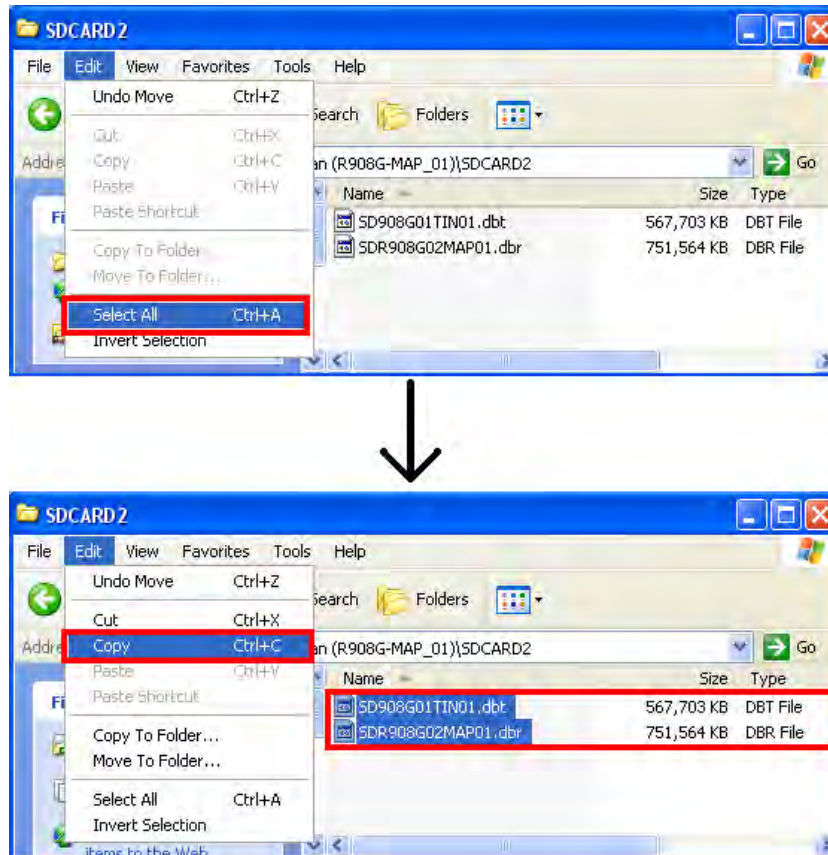 SDCARD2
File Edit View Favorites Tools Help
Undo Move Ctrl+Z
Search Folders
Cut Ctrl+X
Copy Ctrl+C
an (R908G-MAP_01)\SDCARD2 Go
Paste Ctrl+V
Name Size Type
Paste Shortcut
SD908G01TIN01.dbt 567,703 KB DBT File
SDR908G02MAP01.dbr 751,564 KB DBR File
Copy To Folder...
Move To Folder...
Select All Ctrl+A
Invert Selection
SDCARD2
File Edit View Favorites Tools Help
Undo Move Ctrl+Z
Search Folders
Cut Ctrl+X
Copy Ctrl+C
an (R908G-MAP_01)\SDCARD2 Go
Paste Ctrl+V
Name Size Type
Paste Shortcut
SD908G01TIN01.dbt 567,703 KB DBT File
SDR908G02MAP01.dbr 751,564 KB DBR File
Copy To Folder...
Move To Folder...
Select All Ctrl+A
Invert Selection
items to the Web